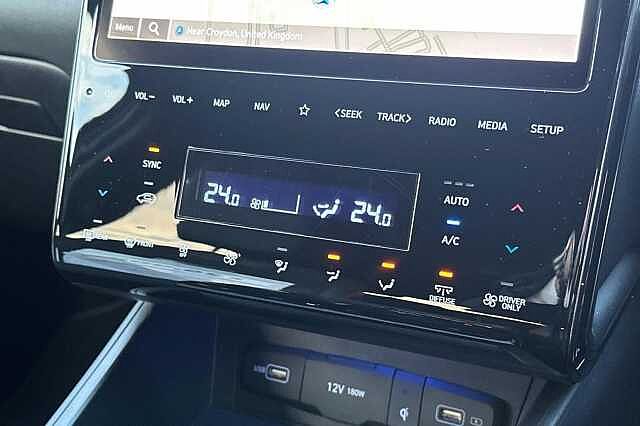 Menu
Near Croydon, United Kingdom
VOL− VOL+ MAP NAV ☆ <SEEK TRACK> RADIO MEDIA SETUP
SYNC
24.0 24.0
AUTO
A/C
DIFFUSE
DRIVER ONLY
USB
12V 180W